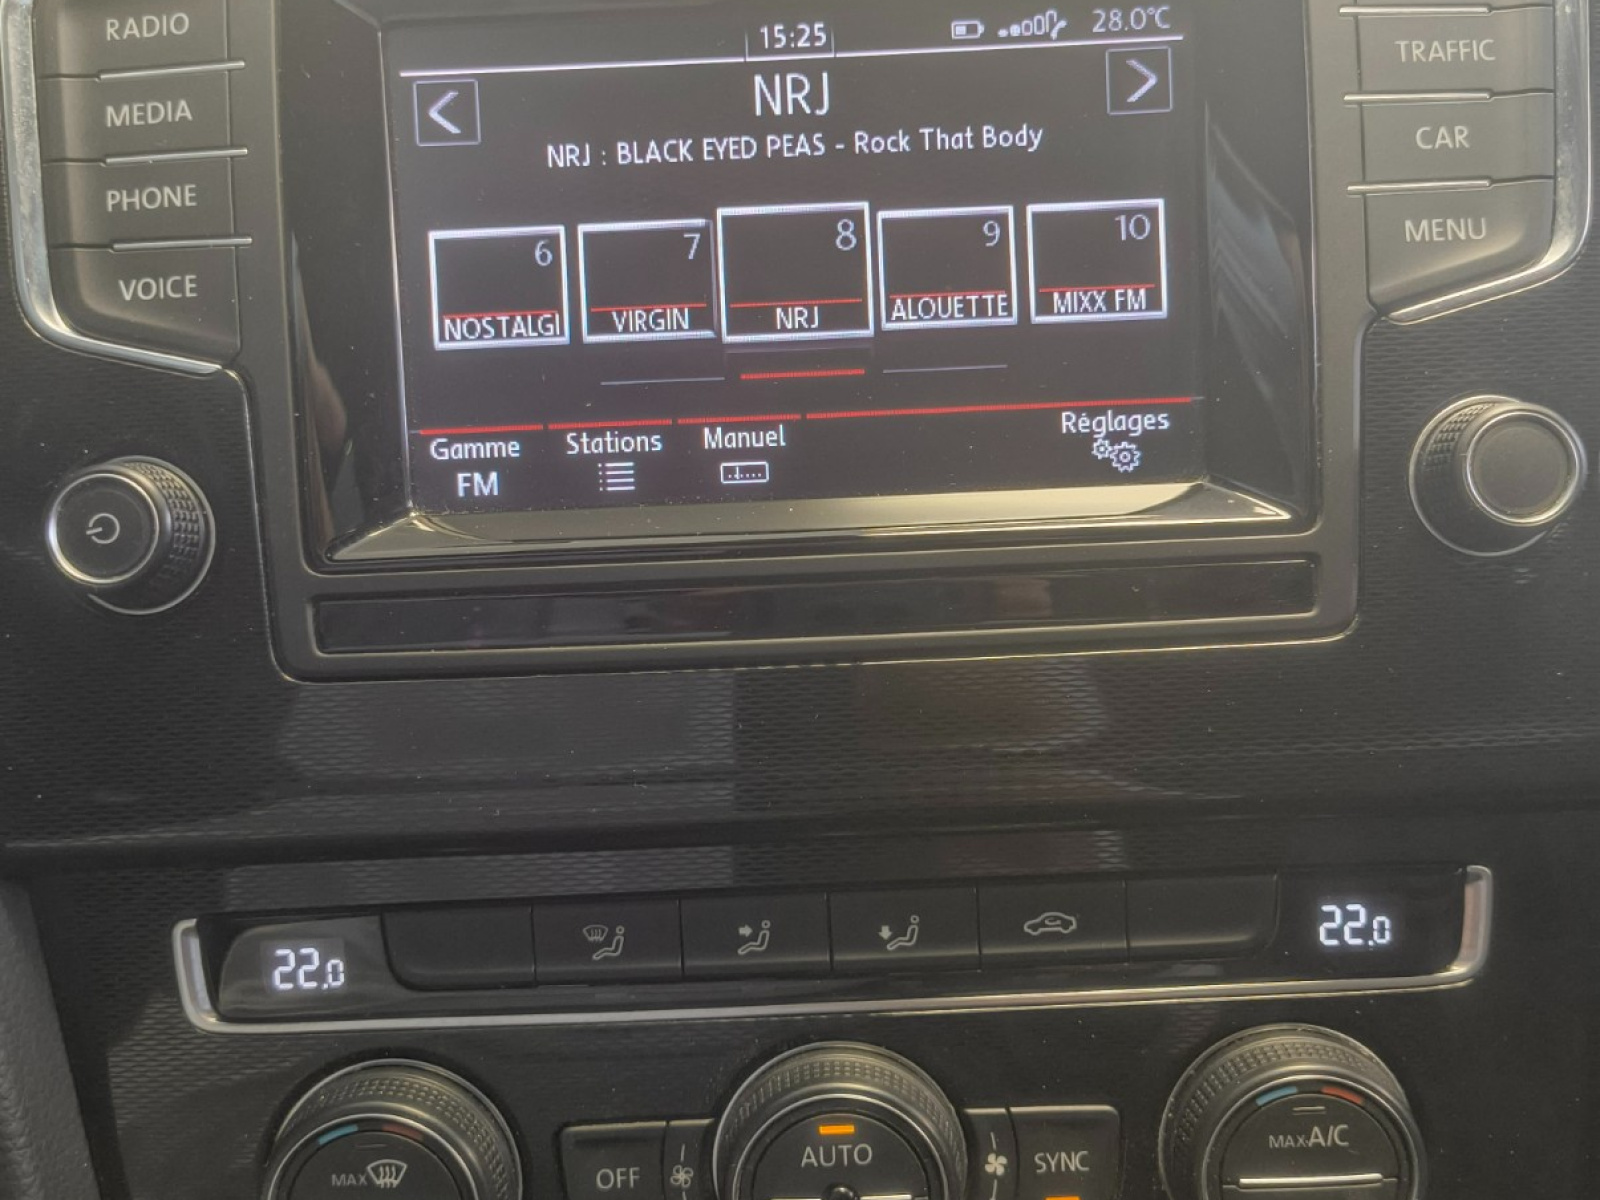 RADIO
MEDIA
PHONE
VOICE
15:25
28.0°C
NRJ
NRJ : BLACK EYED PEAS - Rock That Body
6
NOSTALGI
7
VIRGIN
8
NRJ
9
ALOUETTE
10
MIXX FM
Gamme
FM
Stations
Manuel
Réglages
TRAFFIC
CAR
MENU
22.0
22.0
MAX
OFF
AUTO
SYNC
MAX A/C